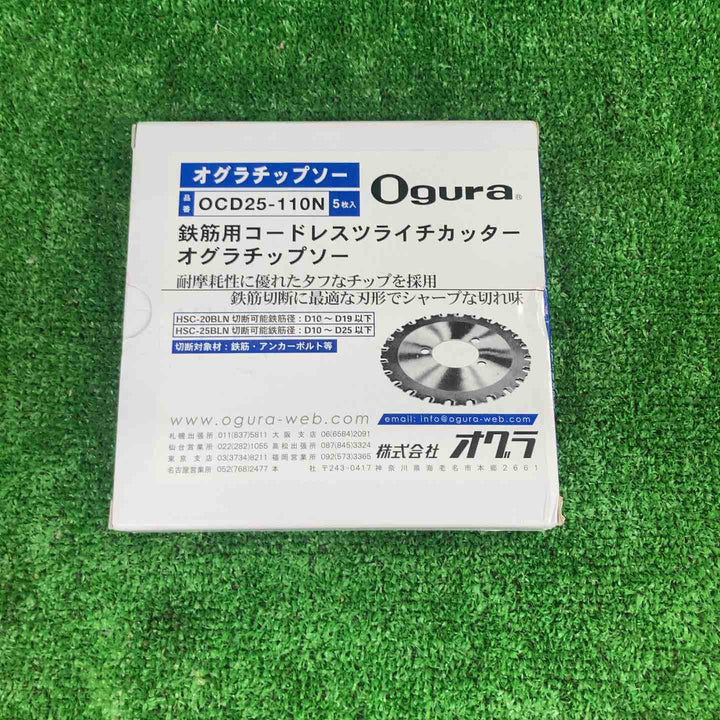 オグラチップソー
Ogura®
品番 OCD25-110N 5枚入
鉄筋用コードレスツライチカッター
オグラチップソー
耐摩耗性に優れたタフなチップを採用
鉄筋切断に最適な刃形でシャープな切れ味
HSC-20BLN 切断可能鉄筋径：D10～D19以下
HSC-25BLN 切断可能鉄筋径：D10～D25以下
切断対象材：鉄筋・アンカーボルト等
www.ogura-web.com
email: info@ogura-web.com
札幌出張所 011(837)5811 大阪支店 06(6584)2091
仙台営業所 022(282)1055 高松出張所 087(845)3324
東京支店 03(3734)8211 福岡営業所 092(573)3365
名古屋営業所 052(768)2477 本社 〒243-0417 神奈川県海老名市本郷2661
株式会社オグラ